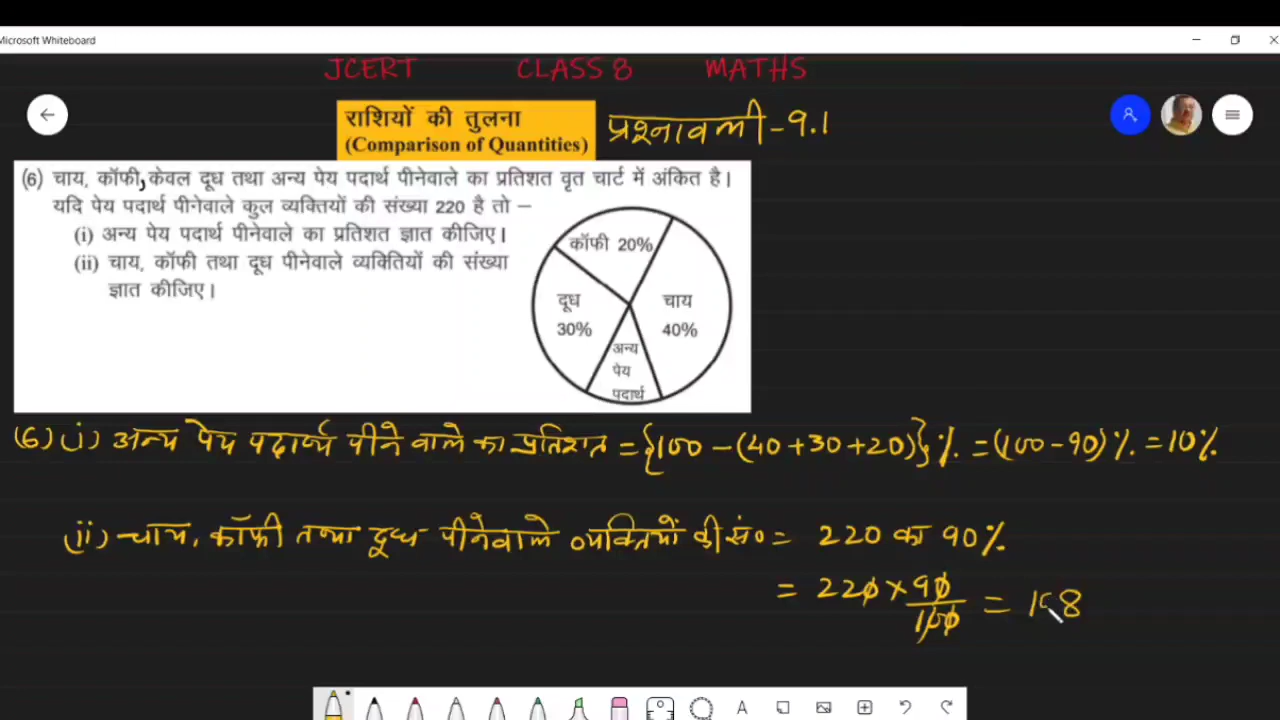 Microsoft Whiteboard
JCERT CLASS 8 MATHS
राशियों की तुलना
(Comparison of Quantities)
प्रश्नावली - 9.1
(6) चाय, कॉफी, केवल दूध तथा अन्य पेय पदार्थ पीनेवाले का प्रतिशत वृत चार्ट में अंकित है।
यदि पेय पदार्थ पीनेवाले कुल व्यक्तियों की संख्या 220 है तो –
(i) अन्य पेय पदार्थ पीनेवाले का प्रतिशत ज्ञात कीजिए।
(ii) चाय, कॉफी तथा दूध पीनेवाले व्यक्तियों की संख्या
ज्ञात कीजिए।
कॉफी 20%
दूध
30%
चाय
40%
अन्य
पेय
पदार्थ
(6) (i) अन्य पेय पदार्थ पीने वाले का प्रतिशत = {100 - (40+30+20)} % = (100-90) % = 10%
(ii) चाय, कॉफी तथा दूध पीनेवाले व्यक्तियों की सं० = 220 का 90%
= 220 × 90/100 = 198
A